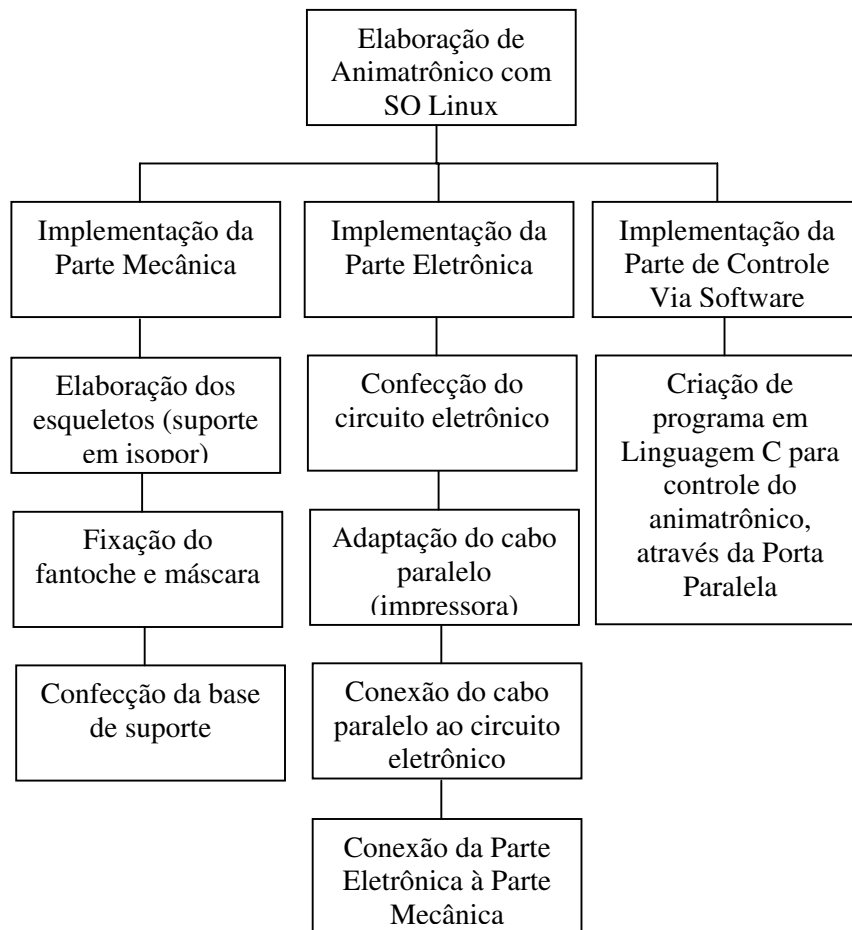 Elaboração de
Animatrônico com
SO Linux
Implementação da
Parte Mecânica
Implementação da
Parte Eletrônica
Implementação da
Parte de Controle
Via Software
Elaboração dos
esqueletos (suporte
em isopor)
Confecção do
circuito eletrônico
Criação de
programa em
Linguagem C para
controle do
animatrônico,
através da Porta
Paralela
Fixação do
fantoche e máscara
Adaptação do cabo
paralelo
(impressora)
Confecção da base
de suporte
Conexão do cabo
paralelo ao circuito
eletrônico
Conexão da Parte
Eletrônica à Parte
Mecânica